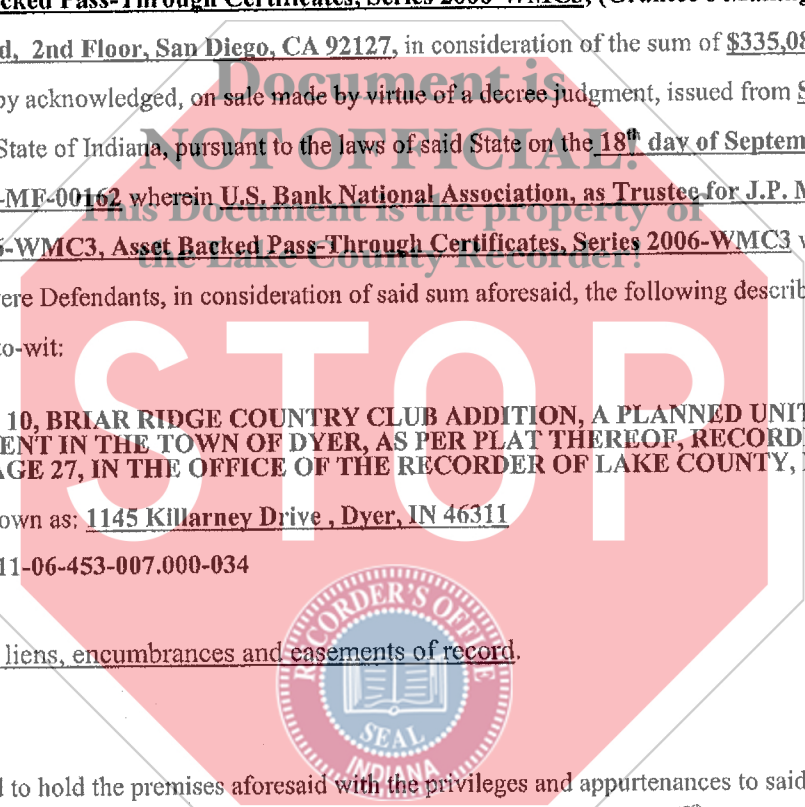 cked Pass-Through Certificates, Series 2006-WMC3, (Grantee's Mailing
d, 2nd Floor, San Diego, CA 92127, in consideration of the sum of $335,08
Document is
by acknowledged, on sale made by virtue of a decree judgment, issued from S
NOT OFFICIAL!
State of Indiana, pursuant to the laws of said State on the 18th day of Septem
-MF-00162 wherein U.S. Bank National Association, as Trustee for J.P. M
This Document is the property of
6-WMC3, Asset Backed Pass-Through Certificates, Series 2006-WMC3 v
the Lake County Recorder!
ere Defendants, in consideration of said sum aforesaid, the following describ
o-wit:
STOP
10, BRIAR RIDGE COUNTRY CLUB ADDITION, A PLANNED UNIT
ENT IN THE TOWN OF DYER, AS PER PLAT THEREOF, RECORDE
AGE 27, IN THE OFFICE OF THE RECORDER OF LAKE COUNTY, I
own as: 1145 Killarney Drive , Dyer, IN 46311
11-06-453-007.000-034
RECORDER'S OFFICE
liens, encumbrances and easements of record.
SEAL
INDIANA
d to hold the premises aforesaid with the privileges and appurtenances to said